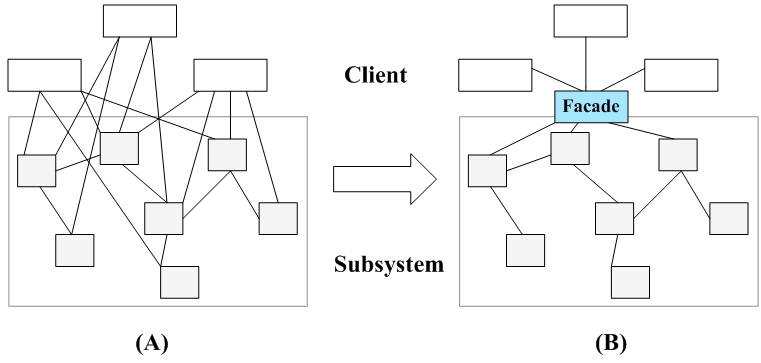 Client
Facade
Subsystem
(A)
(B)